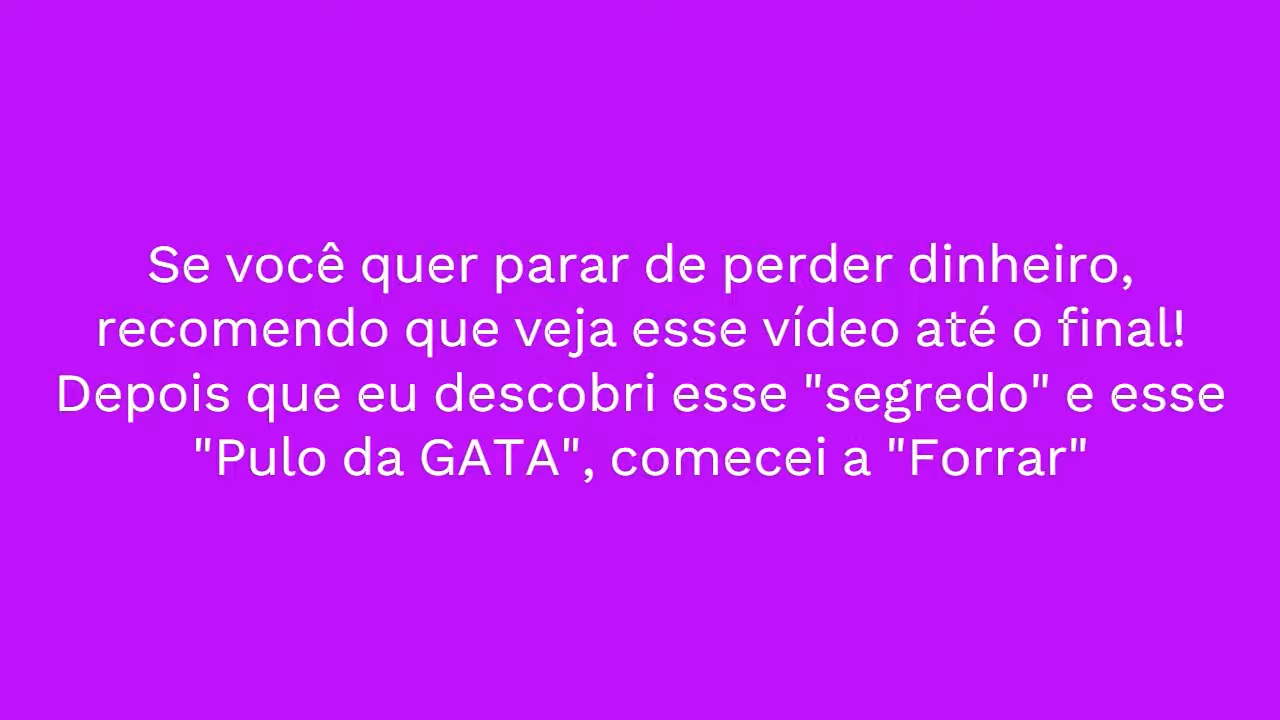 Se você quer parar de perder dinheiro,
recomendo que veja esse vídeo até o final!
Depois que eu descobri esse "segredo" e esse
"Pulo da GATA", comecei a "Forrar"